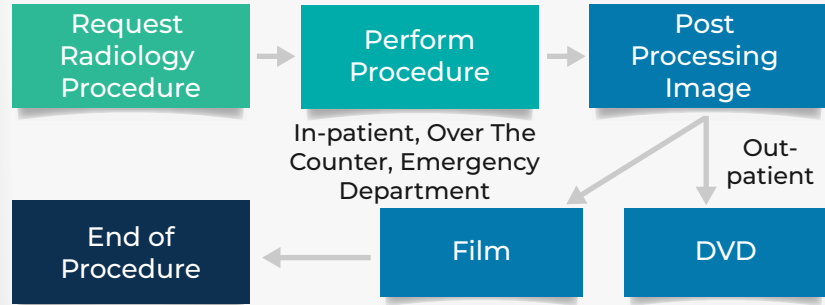 Request
Radiology
Procedure
Perform
Procedure
Post
Processing
Image
In-patient, Over The
Counter, Emergency
Department
Out-
patient
End of
Procedure
Film
DVD